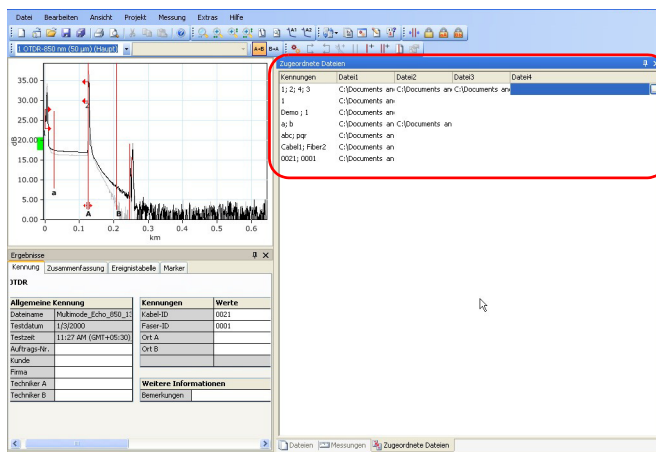 Datei Bearbeiten Ansicht Projekt Messung Extras Hilfe
1 OTDR-850 nm (50 µm) (Haupt)
A+B B+A
Zugeordnete Dateien
Kennungen Datei1 Datei2 Datei3 Datei4
1; 2; 4; 3 C:\Documents an C:\Documents an C:\Documents an
1 C:\Documents an
Demo ; 1 C:\Documents an
a; b C:\Documents an C:\Documents an
abc; pqr C:\Documents an
Cabel1; Fiber2 C:\Documents an
0021; 0001 C:\Documents an
35.00
30.00
25.00
20.00
15.00
10.00
5.00
0.00
dB
2
a A B
0 0.1 0.2 0.3 0.4 0.5 0.6
km
Ergebnisse
Kennung Zusammenfassung Ereignistabelle Marker
OTDR
Allgemeine Kennung
Dateiname Multimode_Echo_850_13
Testdatum 1/3/2000
Testzeit 11:27 AM (GMT+05:30)
Auftrags-Nr.
Kunde
Firma
Techniker A
Techniker B
Kennungen Werte
Kabel-ID 0021
Faser-ID 0001
Ort A
Ort B
Weitere Informationen
Bemerkungen
Dateien Messungen Zugeordnete Dateien